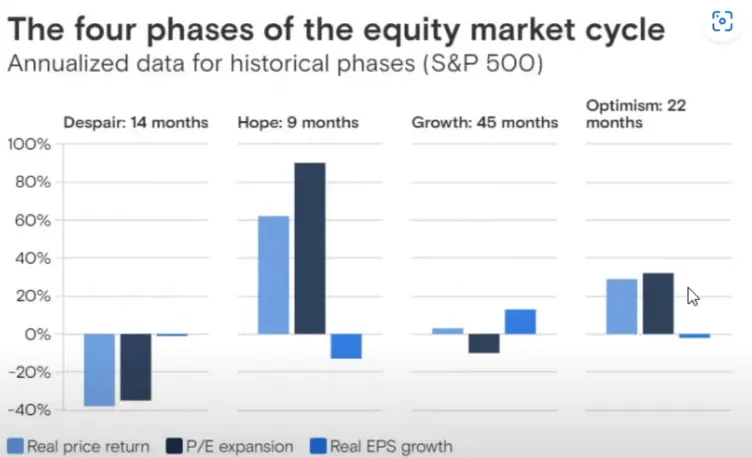 The four phases of the equity market cycle
Annualized data for historical phases (S&P 500)
Despair: 14 months
Hope: 9 months
Growth: 45 months
Optimism: 22
months
100%
80%
60%
40%
20%
0%
-20%
-40%
Real price return
P/E expansion
Real EPS growth